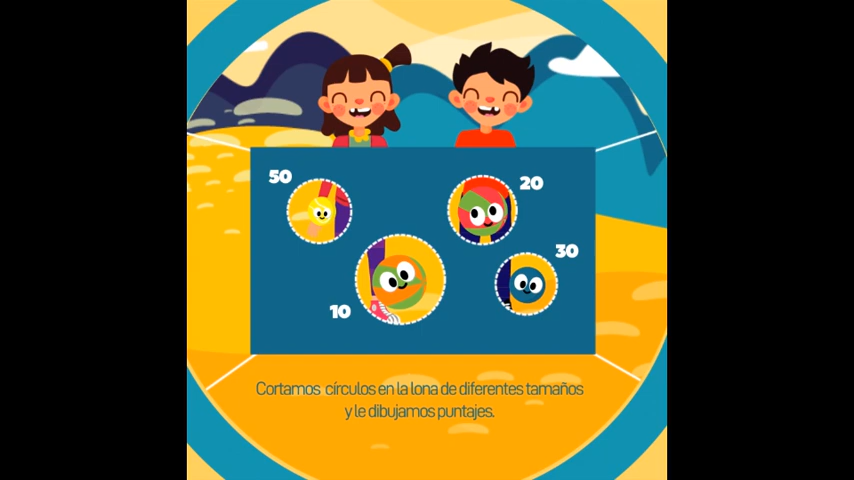 50
20
30
10
Cortamos círculos en la lona de diferentes tamaños
y le dibujamos puntajes.